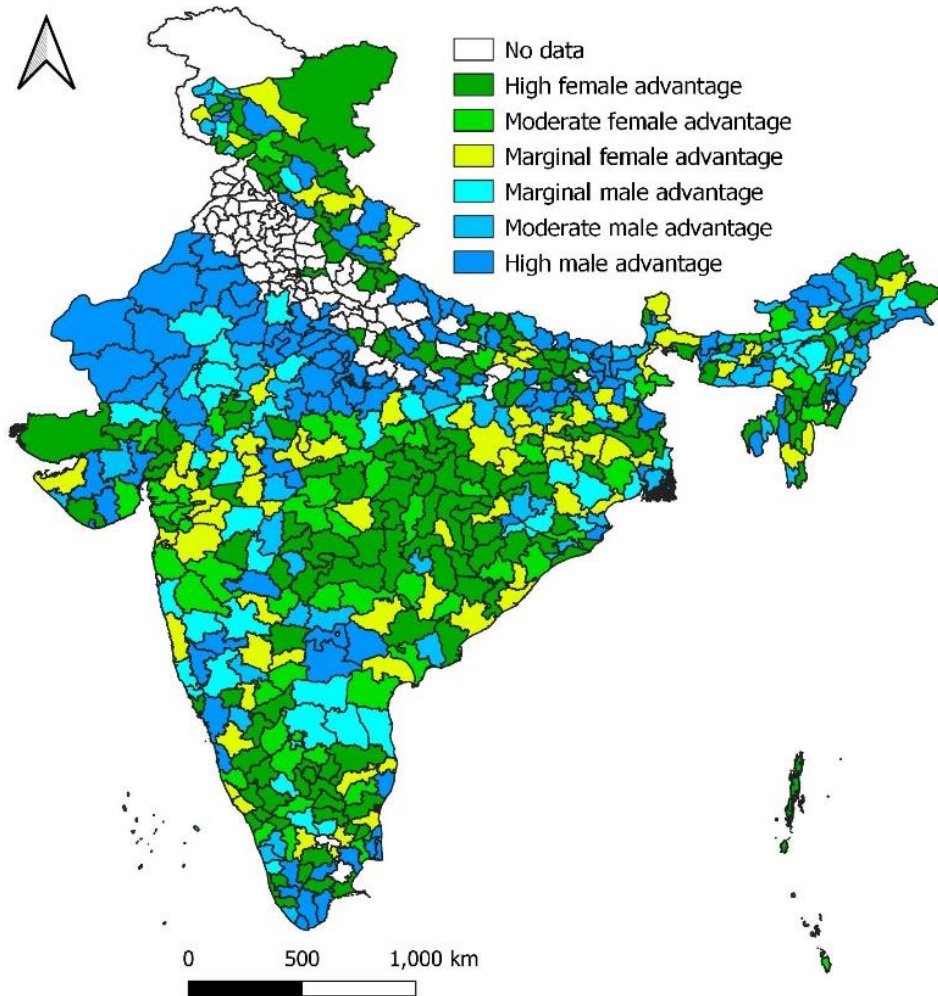 No data
High female advantage
Moderate female advantage
Marginal female advantage
Marginal male advantage
Moderate male advantage
High male advantage
0 500 1,000 km